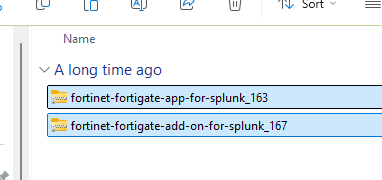 Sort
Name
A long time ago
fortinet-fortigate-app-for-splunk_163
fortinet-fortigate-add-on-for-splunk_167